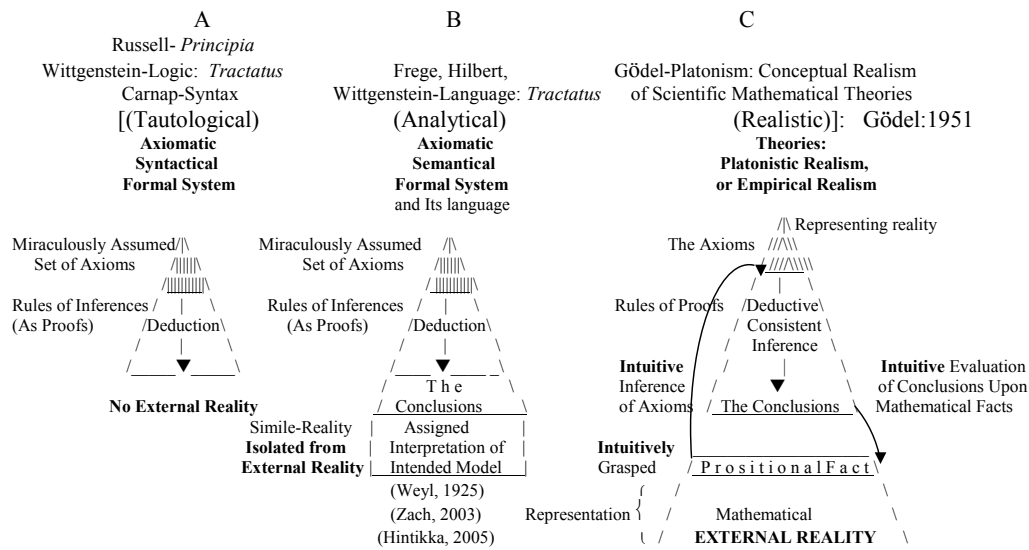 A
Russell- Principia
Wittgenstein-Logic: Tractatus
Carnap-Syntax
[(Tautological)
Axiomatic
Syntactical
Formal System
Miraculously Assumed
Set of Axioms
Rules of Inferences
(As Proofs)
Deduction
No External Reality
B
Frege, Hilbert,
Wittgenstein-Language: Tractatus
(Analytical)
Axiomatic
Semantical
Formal System
and Its language
Miraculously Assumed
Set of Axioms
Rules of Inferences
(As Proofs)
Deduction
T h e
Conclusions
Simile-Reality
Isolated from
External Reality
Assigned
Interpretation of
Intended Model
(Weyl, 1925)
(Zach, 2003)
(Hintikka, 2005)
C
Gödel-Platonism: Conceptual Realism
of Scientific Mathematical Theories
(Realistic)]: Gödel:1951
Theories:
Platonistic Realism,
or Empirical Realism
Representing reality
The Axioms
Rules of Proofs
Deductive
Consistent
Inference
Intuitive
Inference
of Axioms
The Conclusions
Intuitive Evaluation
of Conclusions Upon
Mathematical Facts
Intuitively
Grasped
P r o s i t i o n a l F a c t
Representation
Mathematical
EXTERNAL REALITY